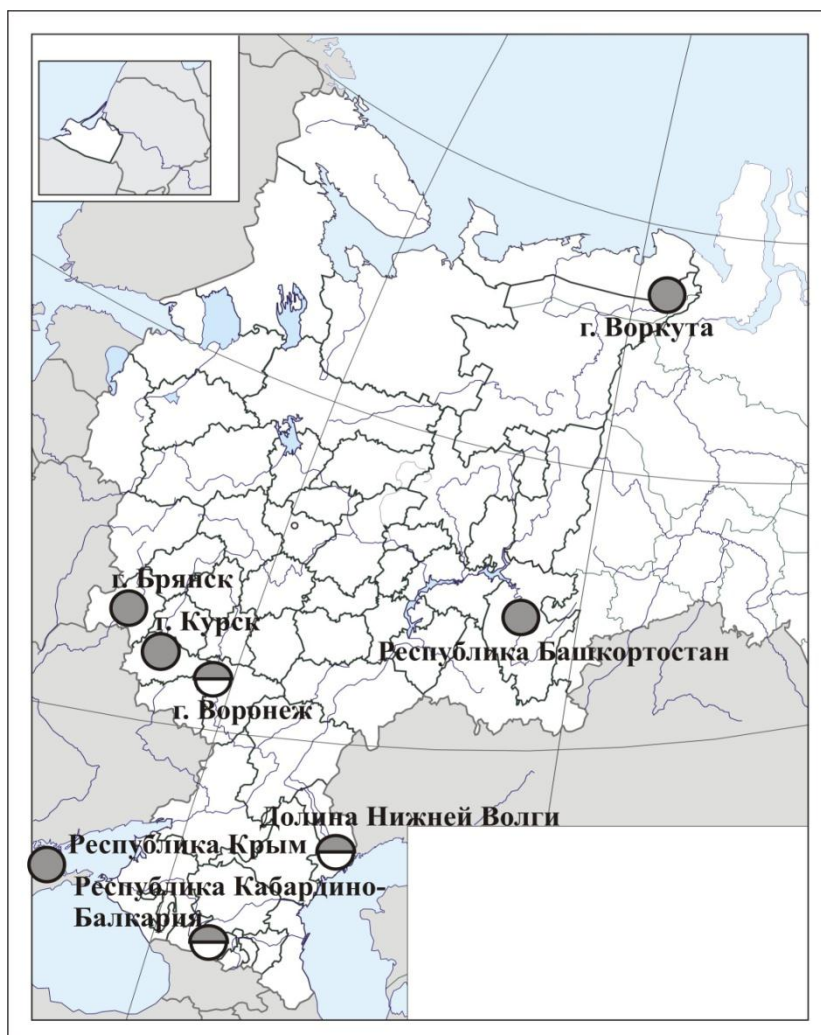 г. Воркута
г. Брянск
г. Курск
Республика Башкортостан
г. Воронеж
Долина Нижней Волги
Республика Крым
Республика Кабардино-
Балкария